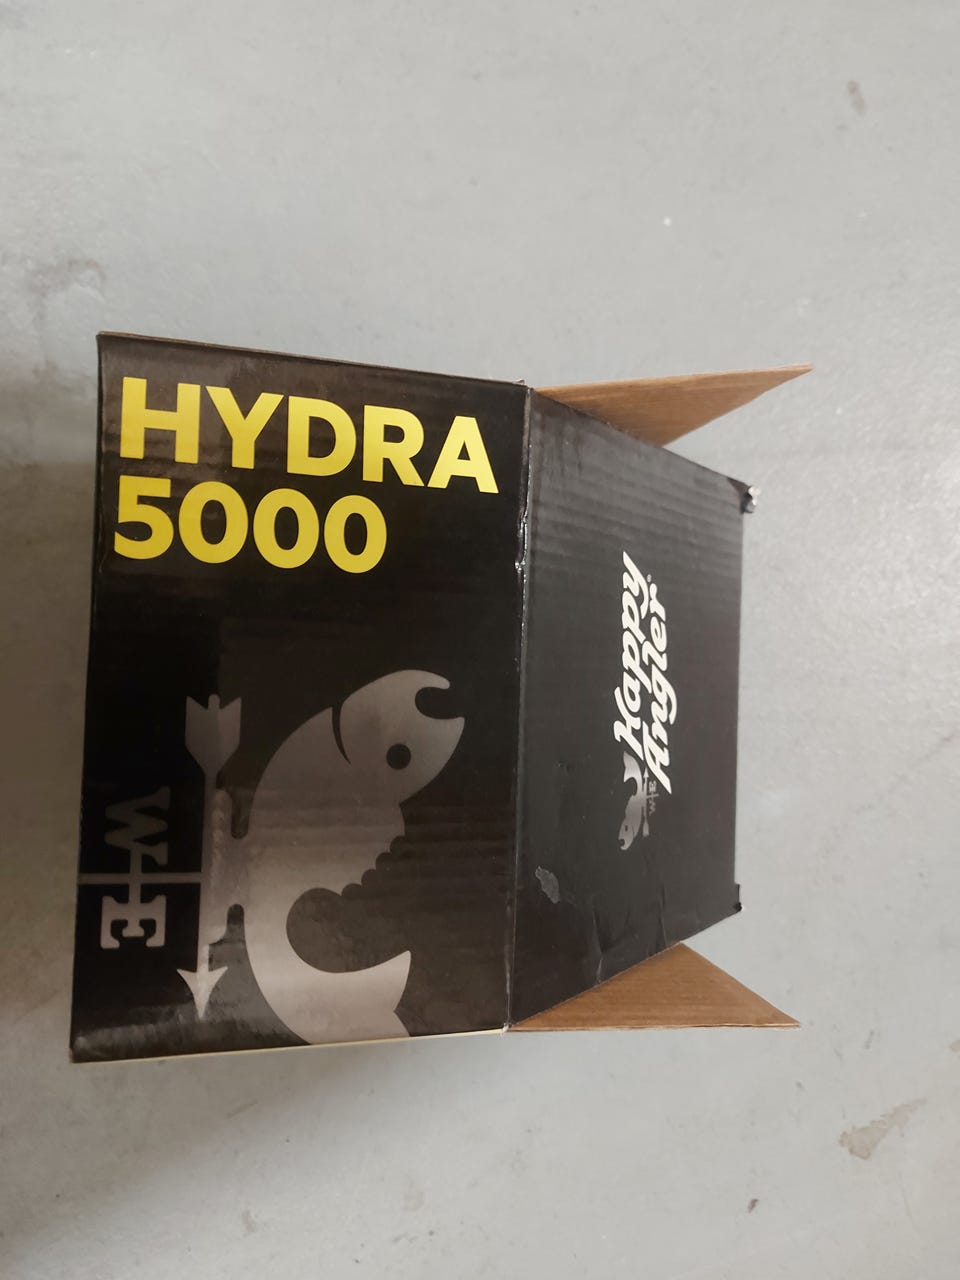 HYDRA
5000
W E
Happy
Angler
W E